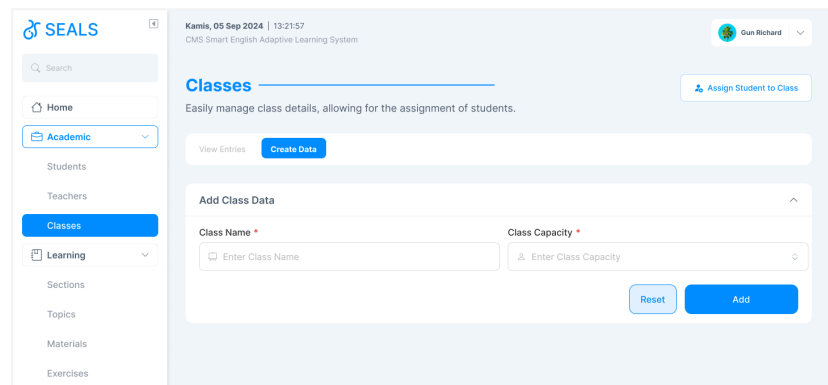 SEALS
Search
Home
Academic
Students
Teachers
Classes
Learning
Sections
Topics
Materials
Exercises
Kamis, 05 Sep 2024 | 13:21:57
CMS Smart English Adaptive Learning System
Gun Richard
Classes
Easily manage class details, allowing for the assignment of students.
Assign Student to Class
View Entries Create Data
Add Class Data
Class Name * Class Capacity *
Enter Class Name Enter Class Capacity
Reset Add